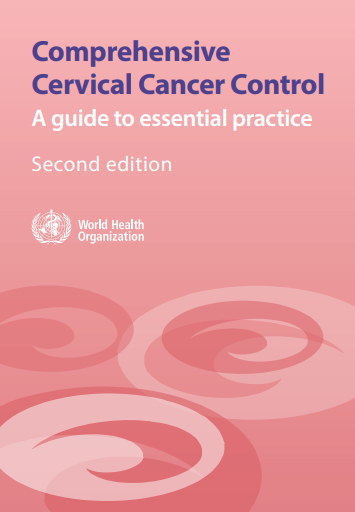 Comprehensive
Cervical Cancer Control
A guide to essential practice
Second edition
World Health
Organization